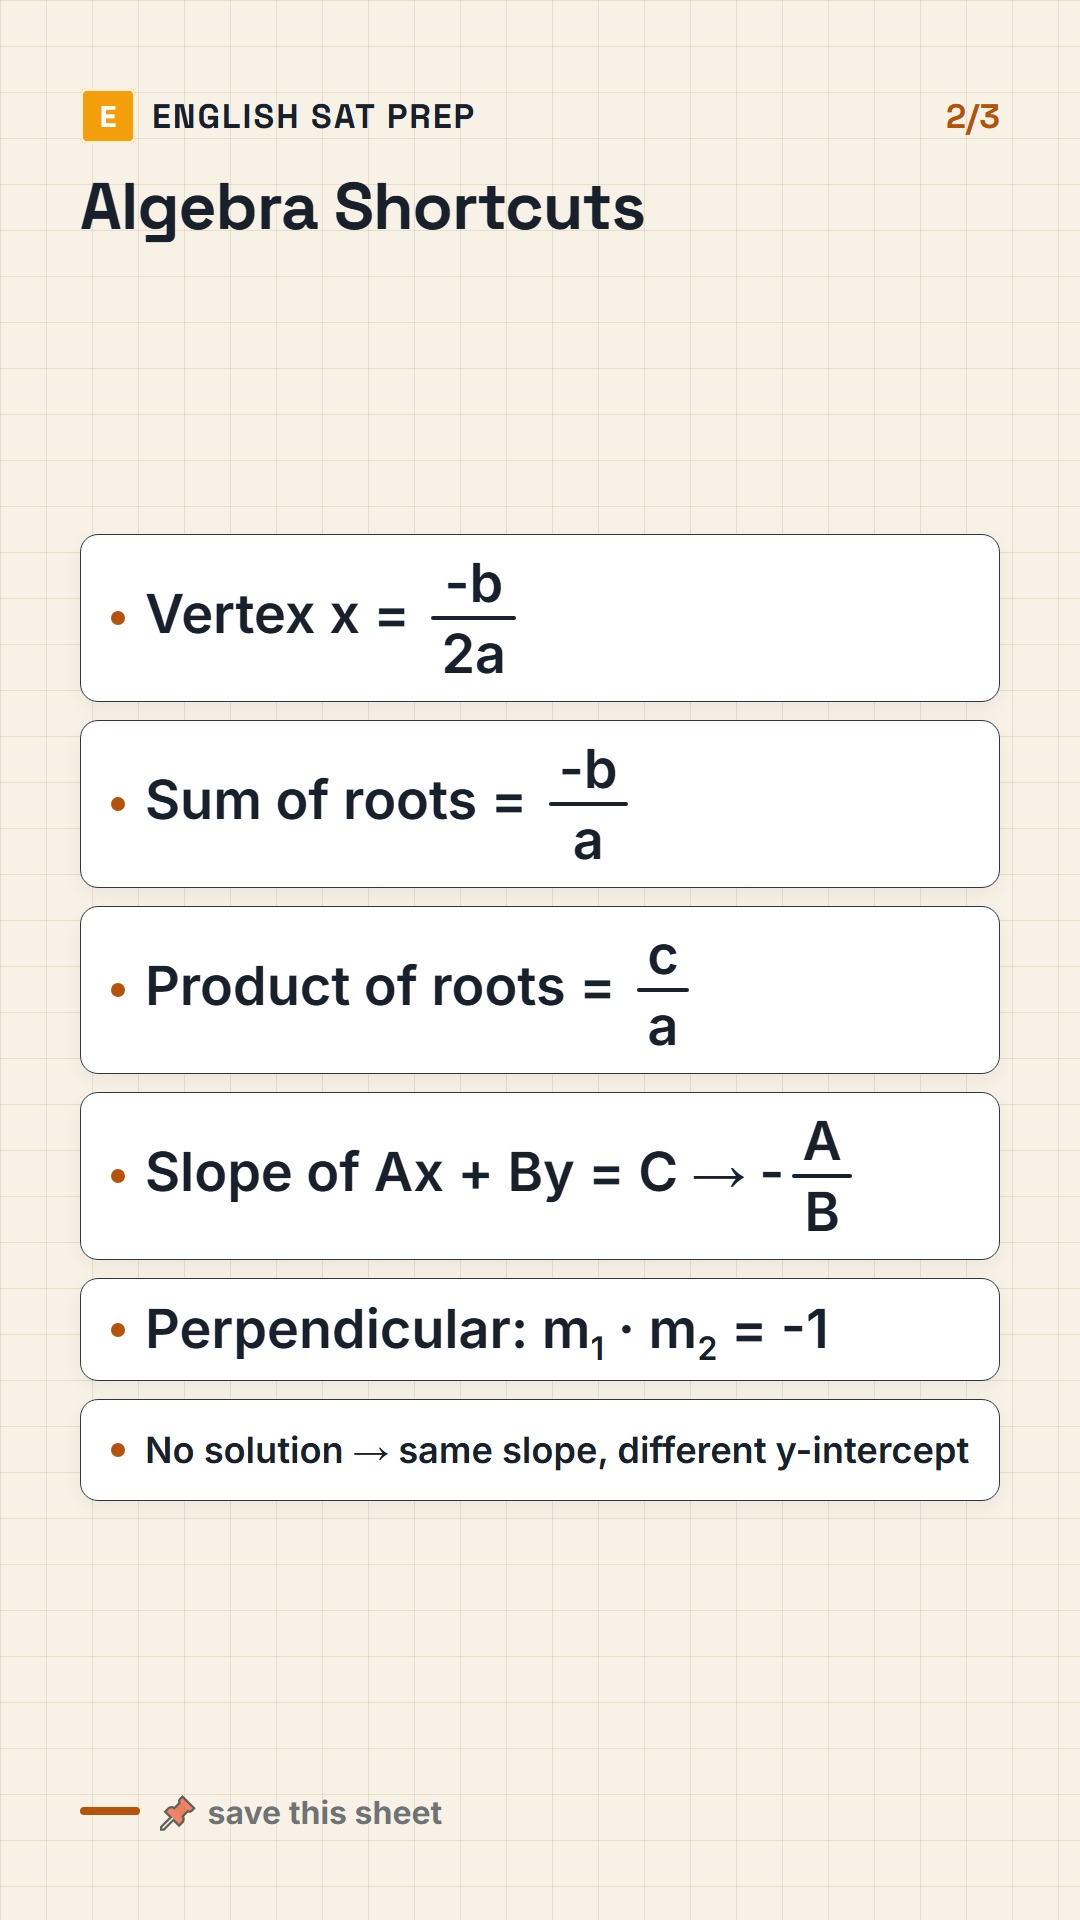 E ENGLISH SAT PREP 2/3
Algebra Shortcuts
• Vertex x = -b/2a
• Sum of roots = -b/a
• Product of roots = c/a
• Slope of Ax + By = C → -A/B
• Perpendicular: m₁ · m₂ = -1
• No solution → same slope, different y-intercept
📌 save this sheet